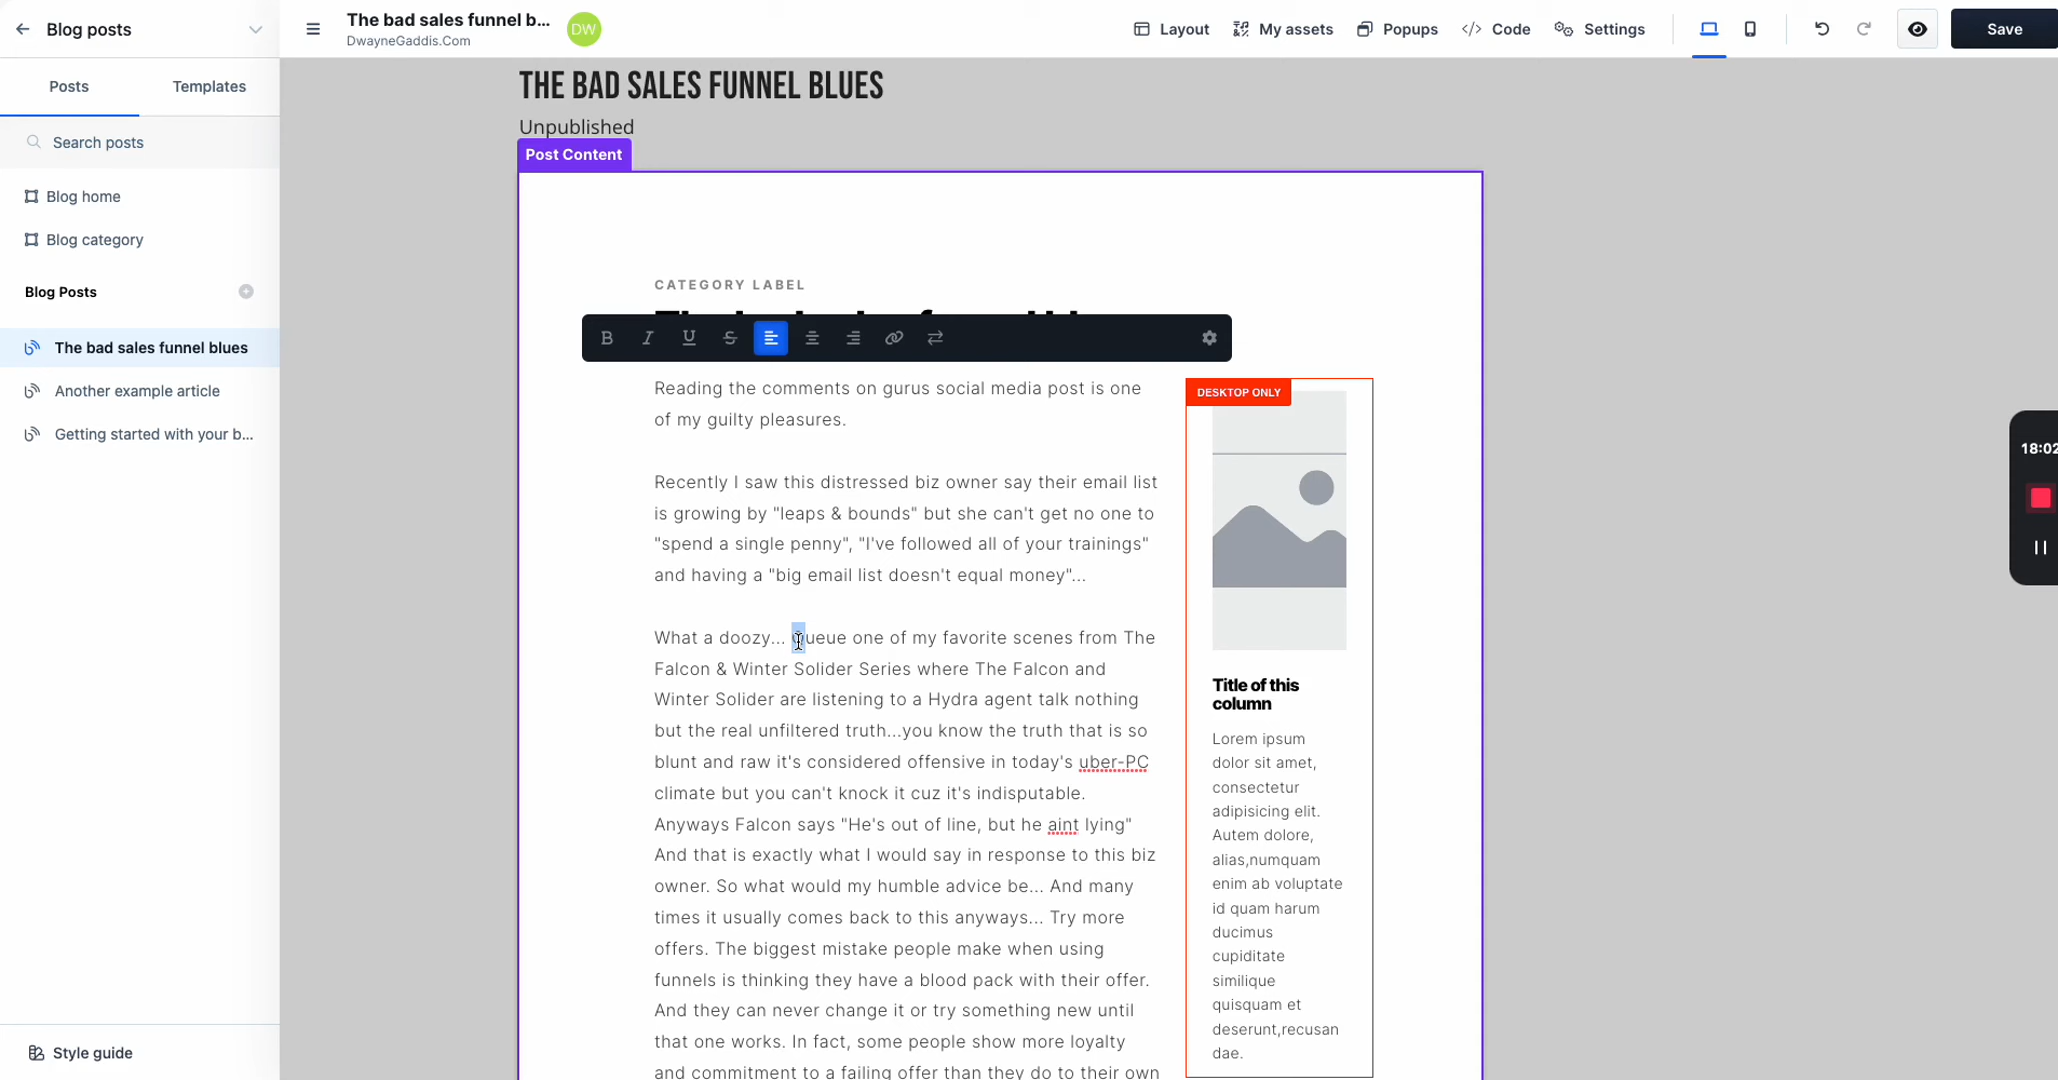 Blog posts
The bad sales funnel b...
DwayneGaddis.Com
DW
Layout
My assets
Popups
Code
Settings
Save
Posts
Templates
Search posts
Blog home
Blog category
Blog Posts
The bad sales funnel blues
Another example article
Getting started with your b...
Style guide
THE BAD SALES FUNNEL BLUES
Unpublished
Post Content
CATEGORY LABEL
Reading the comments on gurus social media post is one
of my guilty pleasures.
Recently I saw this distressed biz owner say their email list
is growing by "leaps & bounds" but she can't get no one to
"spend a single penny", "I've followed all of your trainings"
and having a "big email list doesn't equal money"...
What a doozy... queue one of my favorite scenes from The
Falcon & Winter Solider Series where The Falcon and
Winter Solider are listening to a Hydra agent talk nothing
but the real unfiltered truth...you know the truth that is so
blunt and raw it's considered offensive in today's uber-PC
climate but you can't knock it cuz it's indisputable.
Anyways Falcon says "He's out of line, but he aint lying"
And that is exactly what I would say in response to this biz
owner. So what would my humble advice be... And many
times it usually comes back to this anyways... Try more
offers. The biggest mistake people make when using
funnels is thinking they have a blood pack with their offer.
And they can never change it or try something new until
that one works. In fact, some people show more loyalty
and commitment to a failing offer than they do to their own
DESKTOP ONLY
Title of this
column
Lorem ipsum
dolor sit amet,
consectetur
adipisicing elit.
Autem dolore,
alias,numquam
enim ab voluptate
id quam harum
ducimus
cupiditate
similique
quisquam et
deserunt,recusan
dae.
18:02